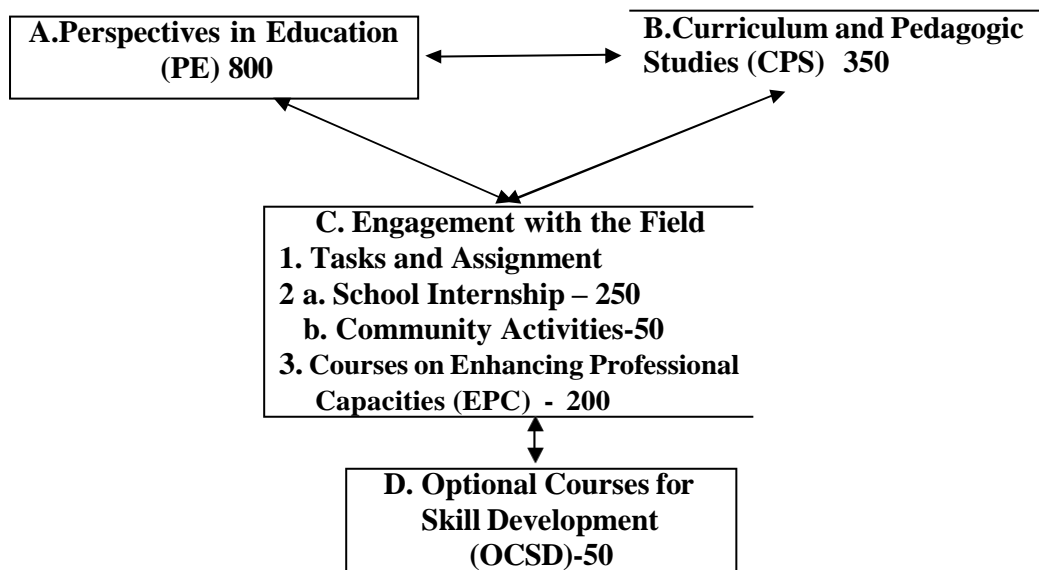 A.Perspectives in Education
(PE) 800
B.Curriculum and Pedagogic
Studies (CPS) 350
C. Engagement with the Field
1. Tasks and Assignment
2 a. School Internship – 250
b. Community Activities-50
3. Courses on Enhancing Professional
Capacities (EPC) - 200
D. Optional Courses for
Skill Development
(OCSD)-50